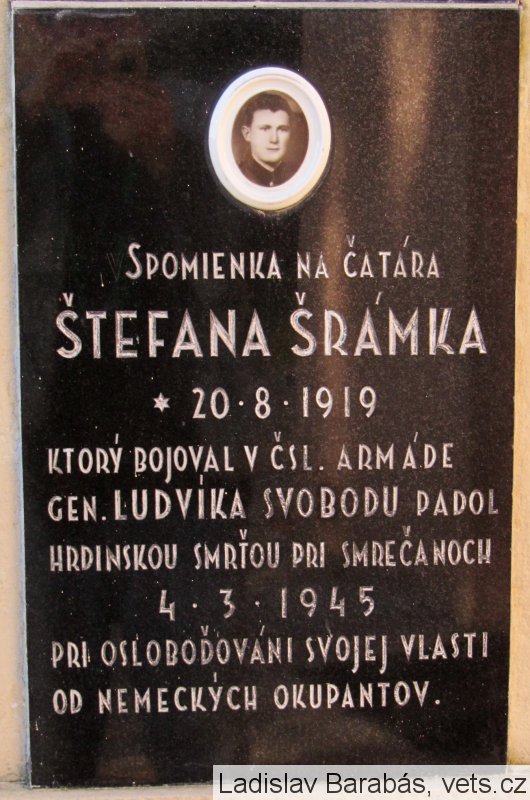 SPOMIENKA NA ČATÁRA
ŠTEFANA ŠRÁMKA
* 20·8·1919
KTORÝ BOJOVAL V ČSL. ARMÁDE
GEN. LUDVÍKA SVOBODU PADOL
HRDINSKOU SMRŤOU PRI SMREČANOCH
4·3·1945
PRI OSLOBOĎOVÁNI SVOJEJ VLASTI
OD NEMECKÝCH OKUPANTOV.
Ladislav Barabás, vets.cz